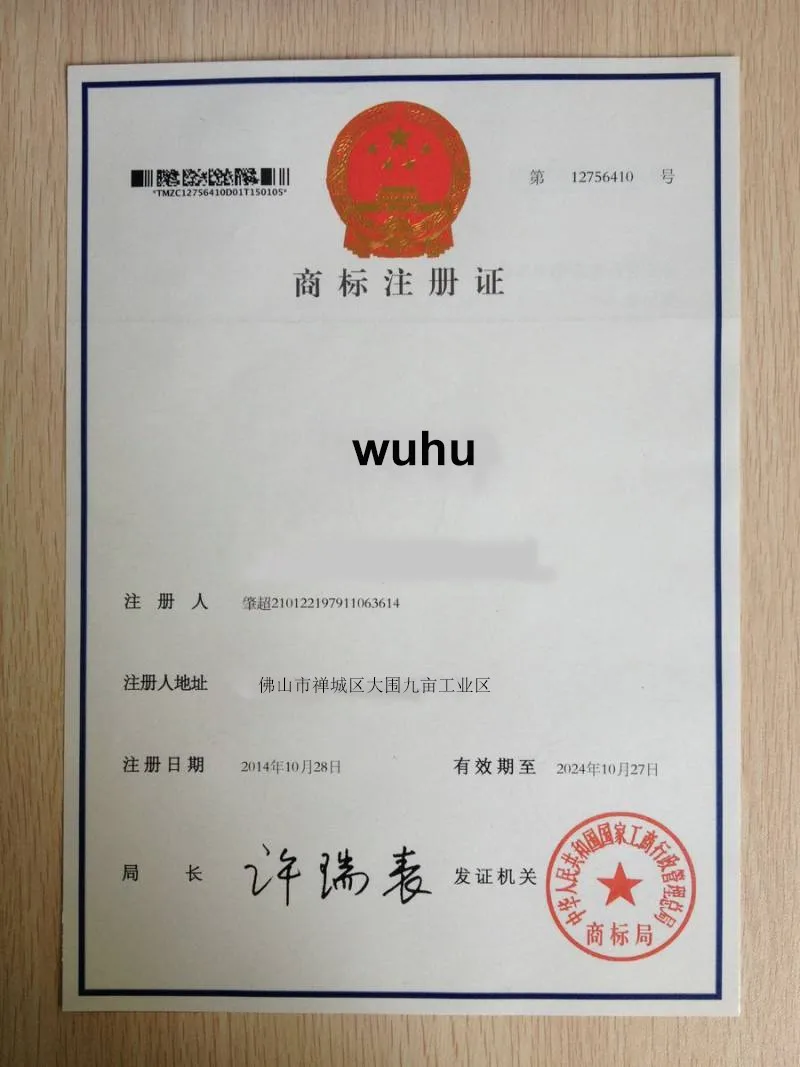 *TMZC12756410D01T150105*
第 12756410 号
商标注册证
wuhu
注册人 肇超210122197911063614
注册人地址 佛山市禅城区大围九亩工业区
注册日期 2014年10月28日 有效期至 2024年10月27日
局长 许瑞表 发证机关
中华人民共和国国家工商行政管理总局
商标局